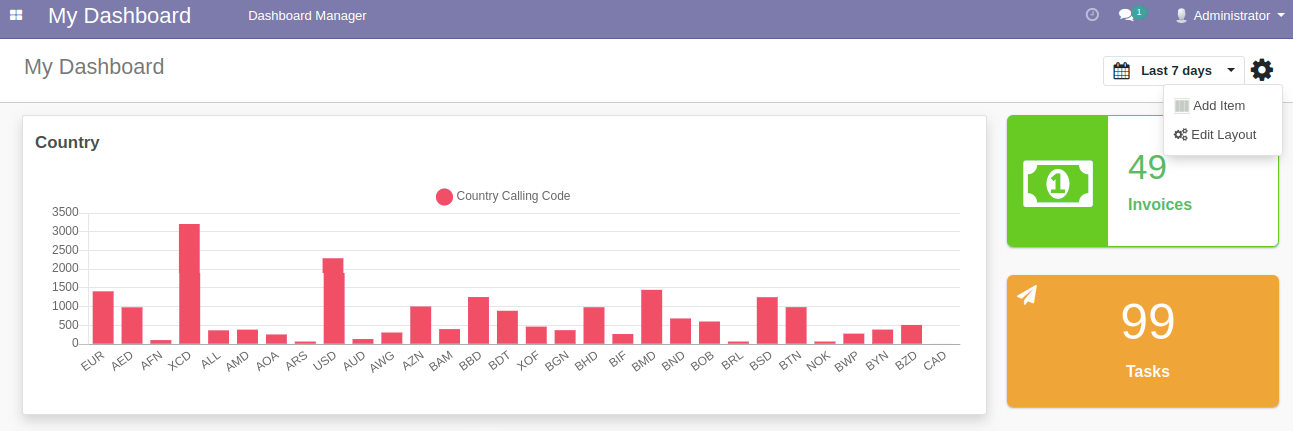 My Dashboard
Dashboard Manager
1
Administrator
My Dashboard
Last 7 days
Add Item
Edit Layout
Country
Country Calling Code
3500
3000
2500
2000
1500
1000
500
0
EUR AED AFN XCD ALL AMD AOA ARS USD AUD AWG AZN BAM BBD BDT XOF BGN BHD BIF BMD BND BOB BRL BSD BTN NOK BWP BYN BZD CAD
1
49
Invoices
99
Tasks